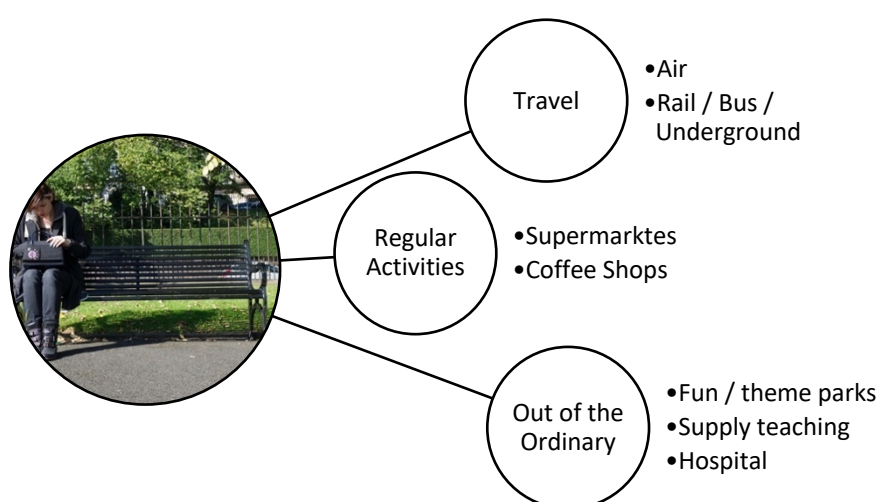 Travel
•Air
•Rail / Bus /
Underground
Regular
Activities
•Supermarktes
•Coffee Shops
Out of the
Ordinary
•Fun / theme parks
•Supply teaching
•Hospital